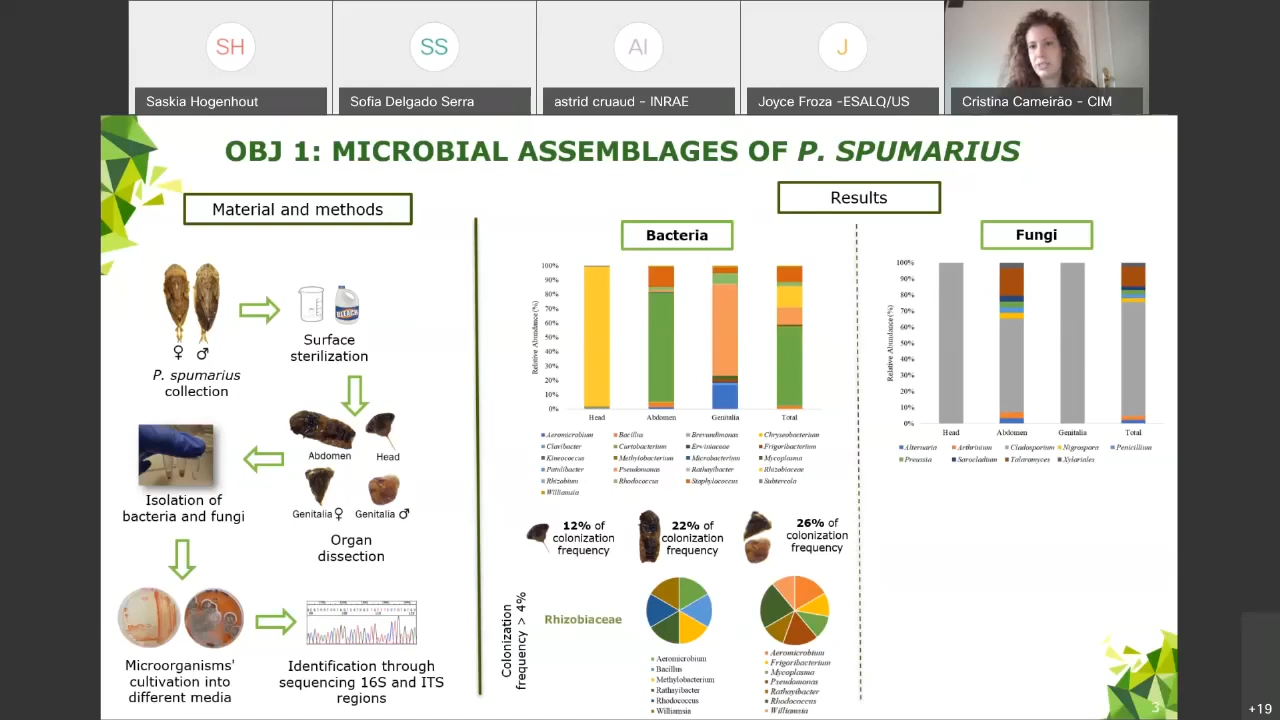 SH
SS
AI
J
Saskia Hogenhout
Sofia Delgado Serra
astrid cruaud - INRAE
Joyce Froza -ESALQ/US
Cristina Cameirão - CIM
OBJ 1: MICROBIAL ASSEMBLAGES OF P. SPUMARIUS
Material and methods
♀ ♂
P. spumarius
collection
Surface
sterilization
BLEACH
Abdomen
Head
Genitalia ♀
Genitalia ♂
Organ
dissection
Isolation of
bacteria and fungi
Microorganisms'
cultivation into
different media
Identification through
sequencing 16S and ITS
regions
Results
Bacteria
Relative Abundance (%)
100%
90%
80%
70%
60%
50%
40%
30%
20%
10%
0%
Head Abdomen Genitalia Total
Aeromicrobium Bacillus Brevundimonas Chryseobacterium
Clavibacter Curtobacterium Erwiniaceae Frigoribacterium
Kineococcus Methylobacterium Microbacterium Mycoplasma
Patulibacter Pseudomonas Rathayibacter Rhizobiaceae
Rhizobium Rhodococcus Staphylococcus Subtercola
Williamsia
12% of
colonization
frequency
22% of
colonization
frequency
26% of
colonization
frequency
Colonization
frequency > 4%
Rhizobiaceae
Aeromicrobium
Bacillus
Methylobacterium
Rathayibacter
Rhodococcus
Williamsia
Aeromicrobium
Frigoribacterium
Mycoplasma
Pseudomonas
Rathayibacter
Rhodococcus
Williamsia
Fungi
Relative Abundance (%)
100%
90%
80%
70%
60%
50%
40%
30%
20%
10%
0%
Head Abdomen Genitalia Total
Alternaria Arthrinium Cladosporium Nigrospora Penicillium
Preussia Sarocladium Talaromyces Xylariales
3
+19